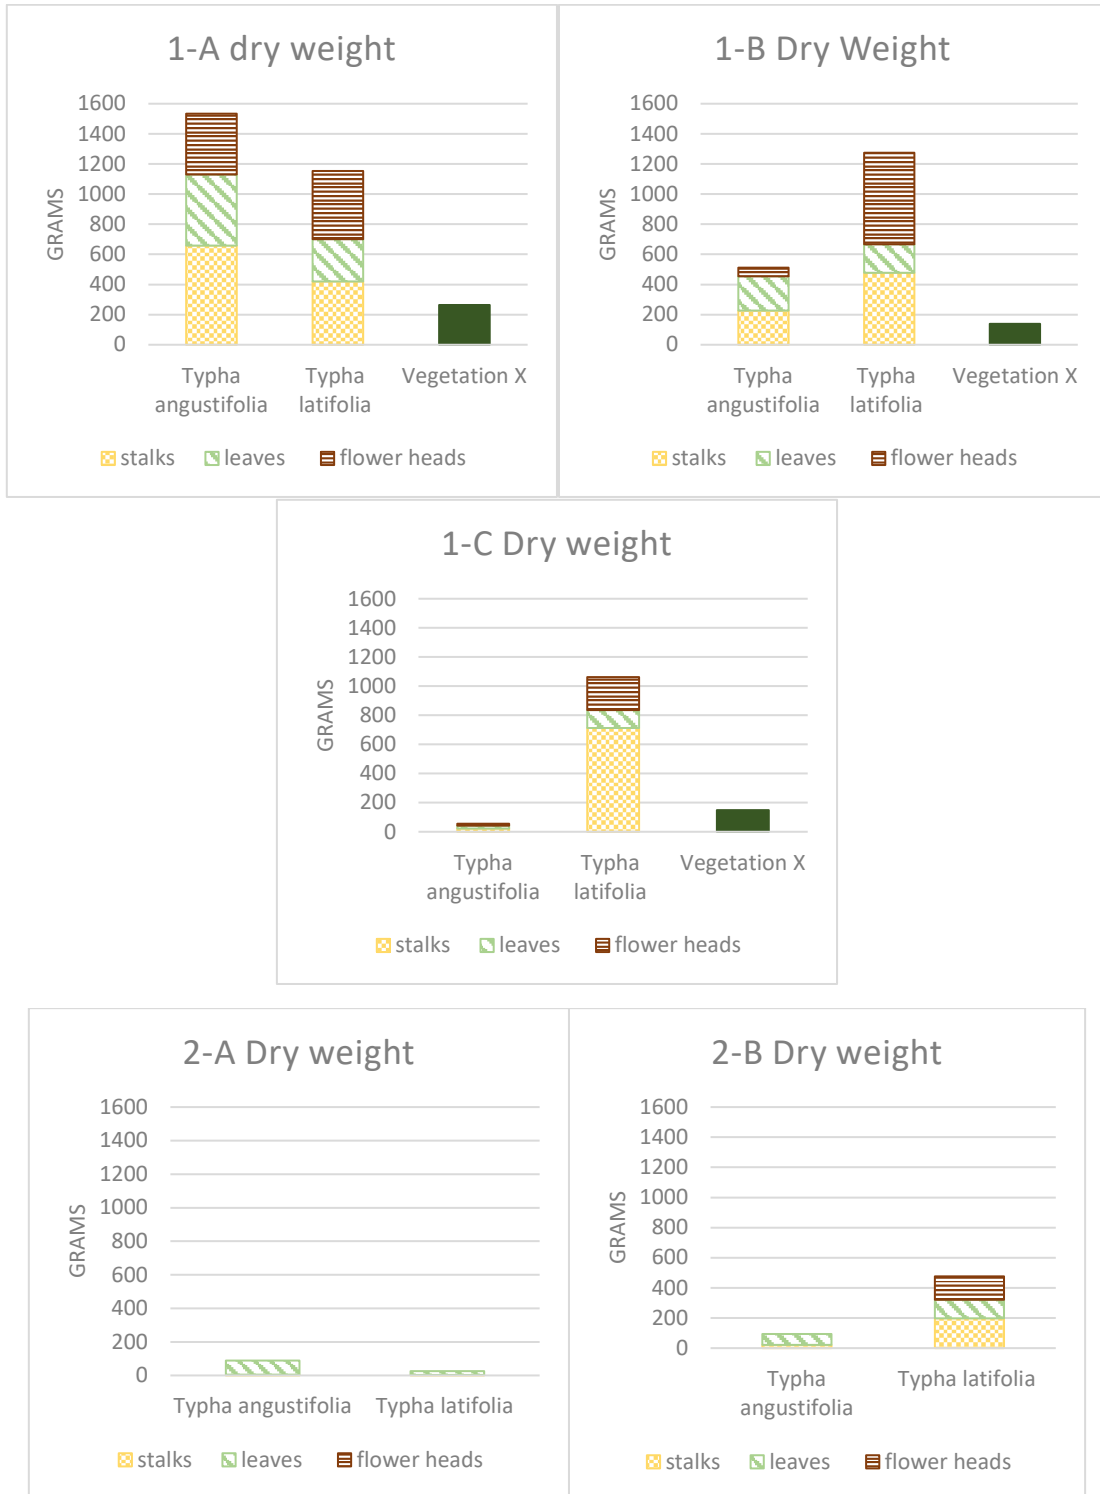 1-A dry weight
1600
1400
1200
1000
800
600
400
200
0
GRAMS
Typha angustifolia
Typha latifolia
Vegetation X
stalks leaves flower heads
1-B Dry Weight
1600
1400
1200
1000
800
600
400
200
0
GRAMS
Typha angustifolia
Typha latifolia
Vegetation X
stalks leaves flower heads
1-C Dry weight
1600
1400
1200
1000
800
600
400
200
0
GRAMS
Typha angustifolia
Typha latifolia
Vegetation X
stalks leaves flower heads
2-A Dry weight
1600
1400
1200
1000
800
600
400
200
0
GRAMS
Typha angustifolia Typha latifolia
stalks leaves flower heads
2-B Dry weight
1600
1400
1200
1000
800
600
400
200
0
GRAMS
Typha angustifolia
Typha latifolia
stalks leaves flower heads